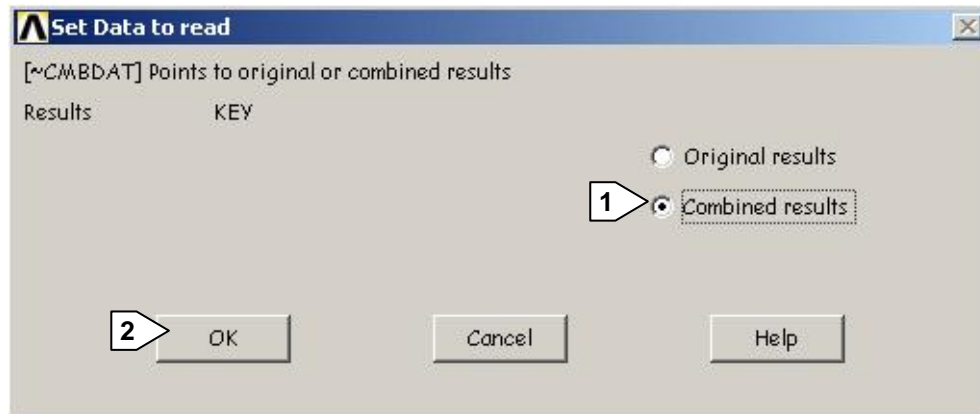 Set Data to read
[~CMBDAT] Points to original or combined results
Results KEY
Original results
1 Combined results
2 OK Cancel Help